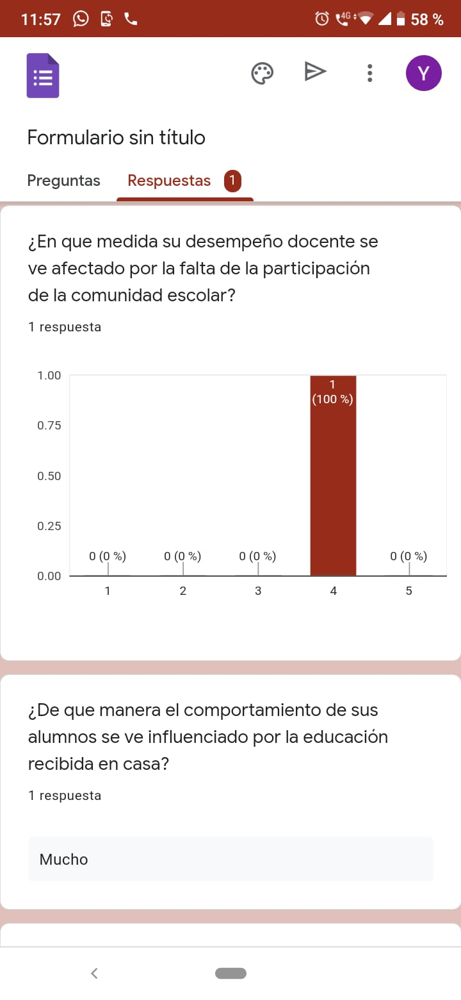 11:57 4G 58 %
Y
Formulario sin título
Preguntas Respuestas 1
¿En que medida su desempeño docente se
ve afectado por la falta de la participación
de la comunidad escolar?
1 respuesta
1.00
1
(100 %)
0.75
0.50
0.25
0 (0 %) 0 (0 %) 0 (0 %) 0 (0 %)
0.00
1 2 3 4 5
¿De que manera el comportamiento de sus
alumnos se ve influenciado por la educación
recibida en casa?
1 respuesta
Mucho